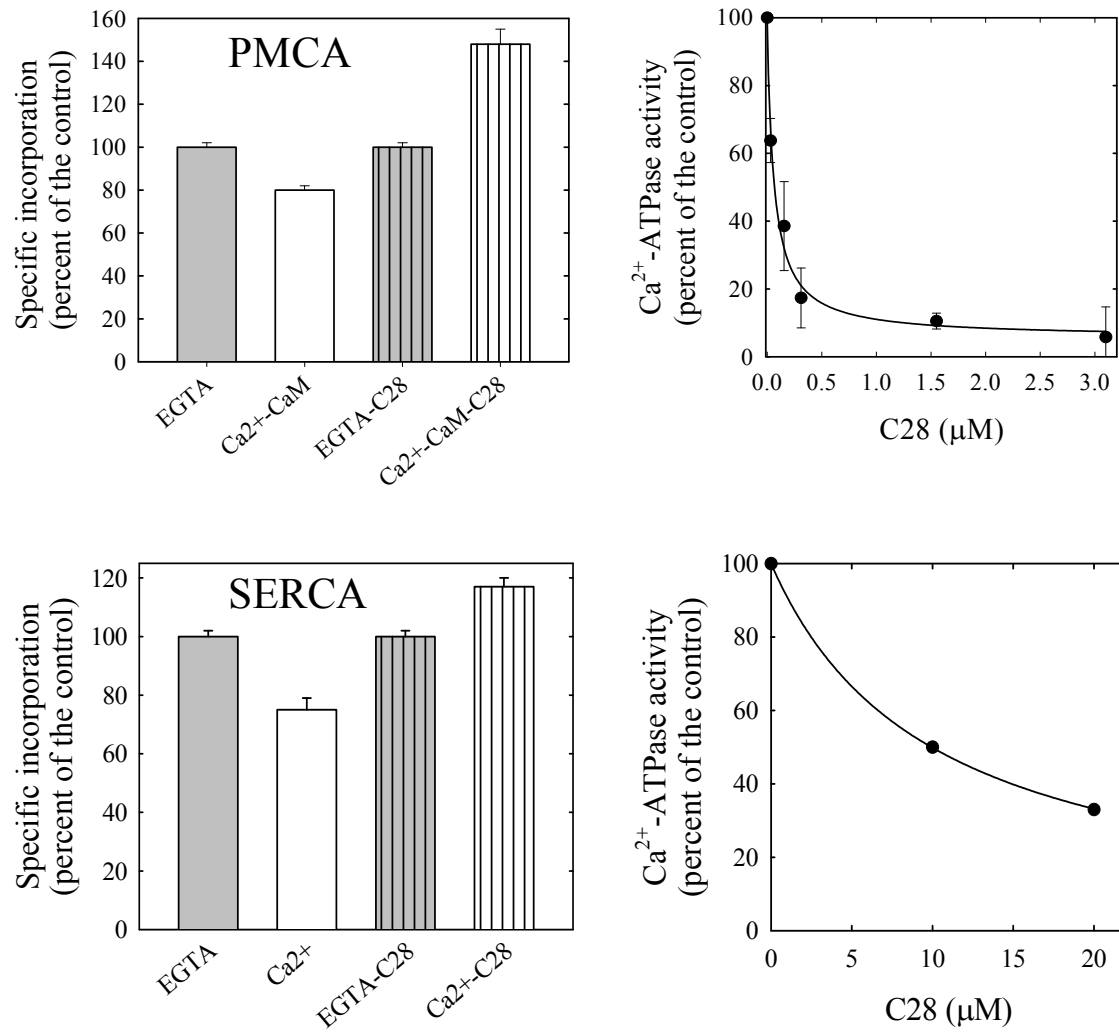 Specific incorporation
(percent of the control)
160
140
120
100
80
60
40
20
0
PMCA
EGTA
Ca2+-CaM
EGTA-C28
Ca2+-CaM-C28
Ca²⁺-ATPase activity
(percent of the control)
100
80
60
40
20
0
0.0 0.5 1.0 1.5 2.0 2.5 3.0
C28 (μM)
Specific incorporation
(percent of the control)
120
100
80
60
40
20
0
SERCA
EGTA
Ca2+
EGTA-C28
Ca2+-C28
Ca²⁺-ATPase activity
(percent of the control)
100
80
60
40
20
0
0 5 10 15 20
C28 (μM)